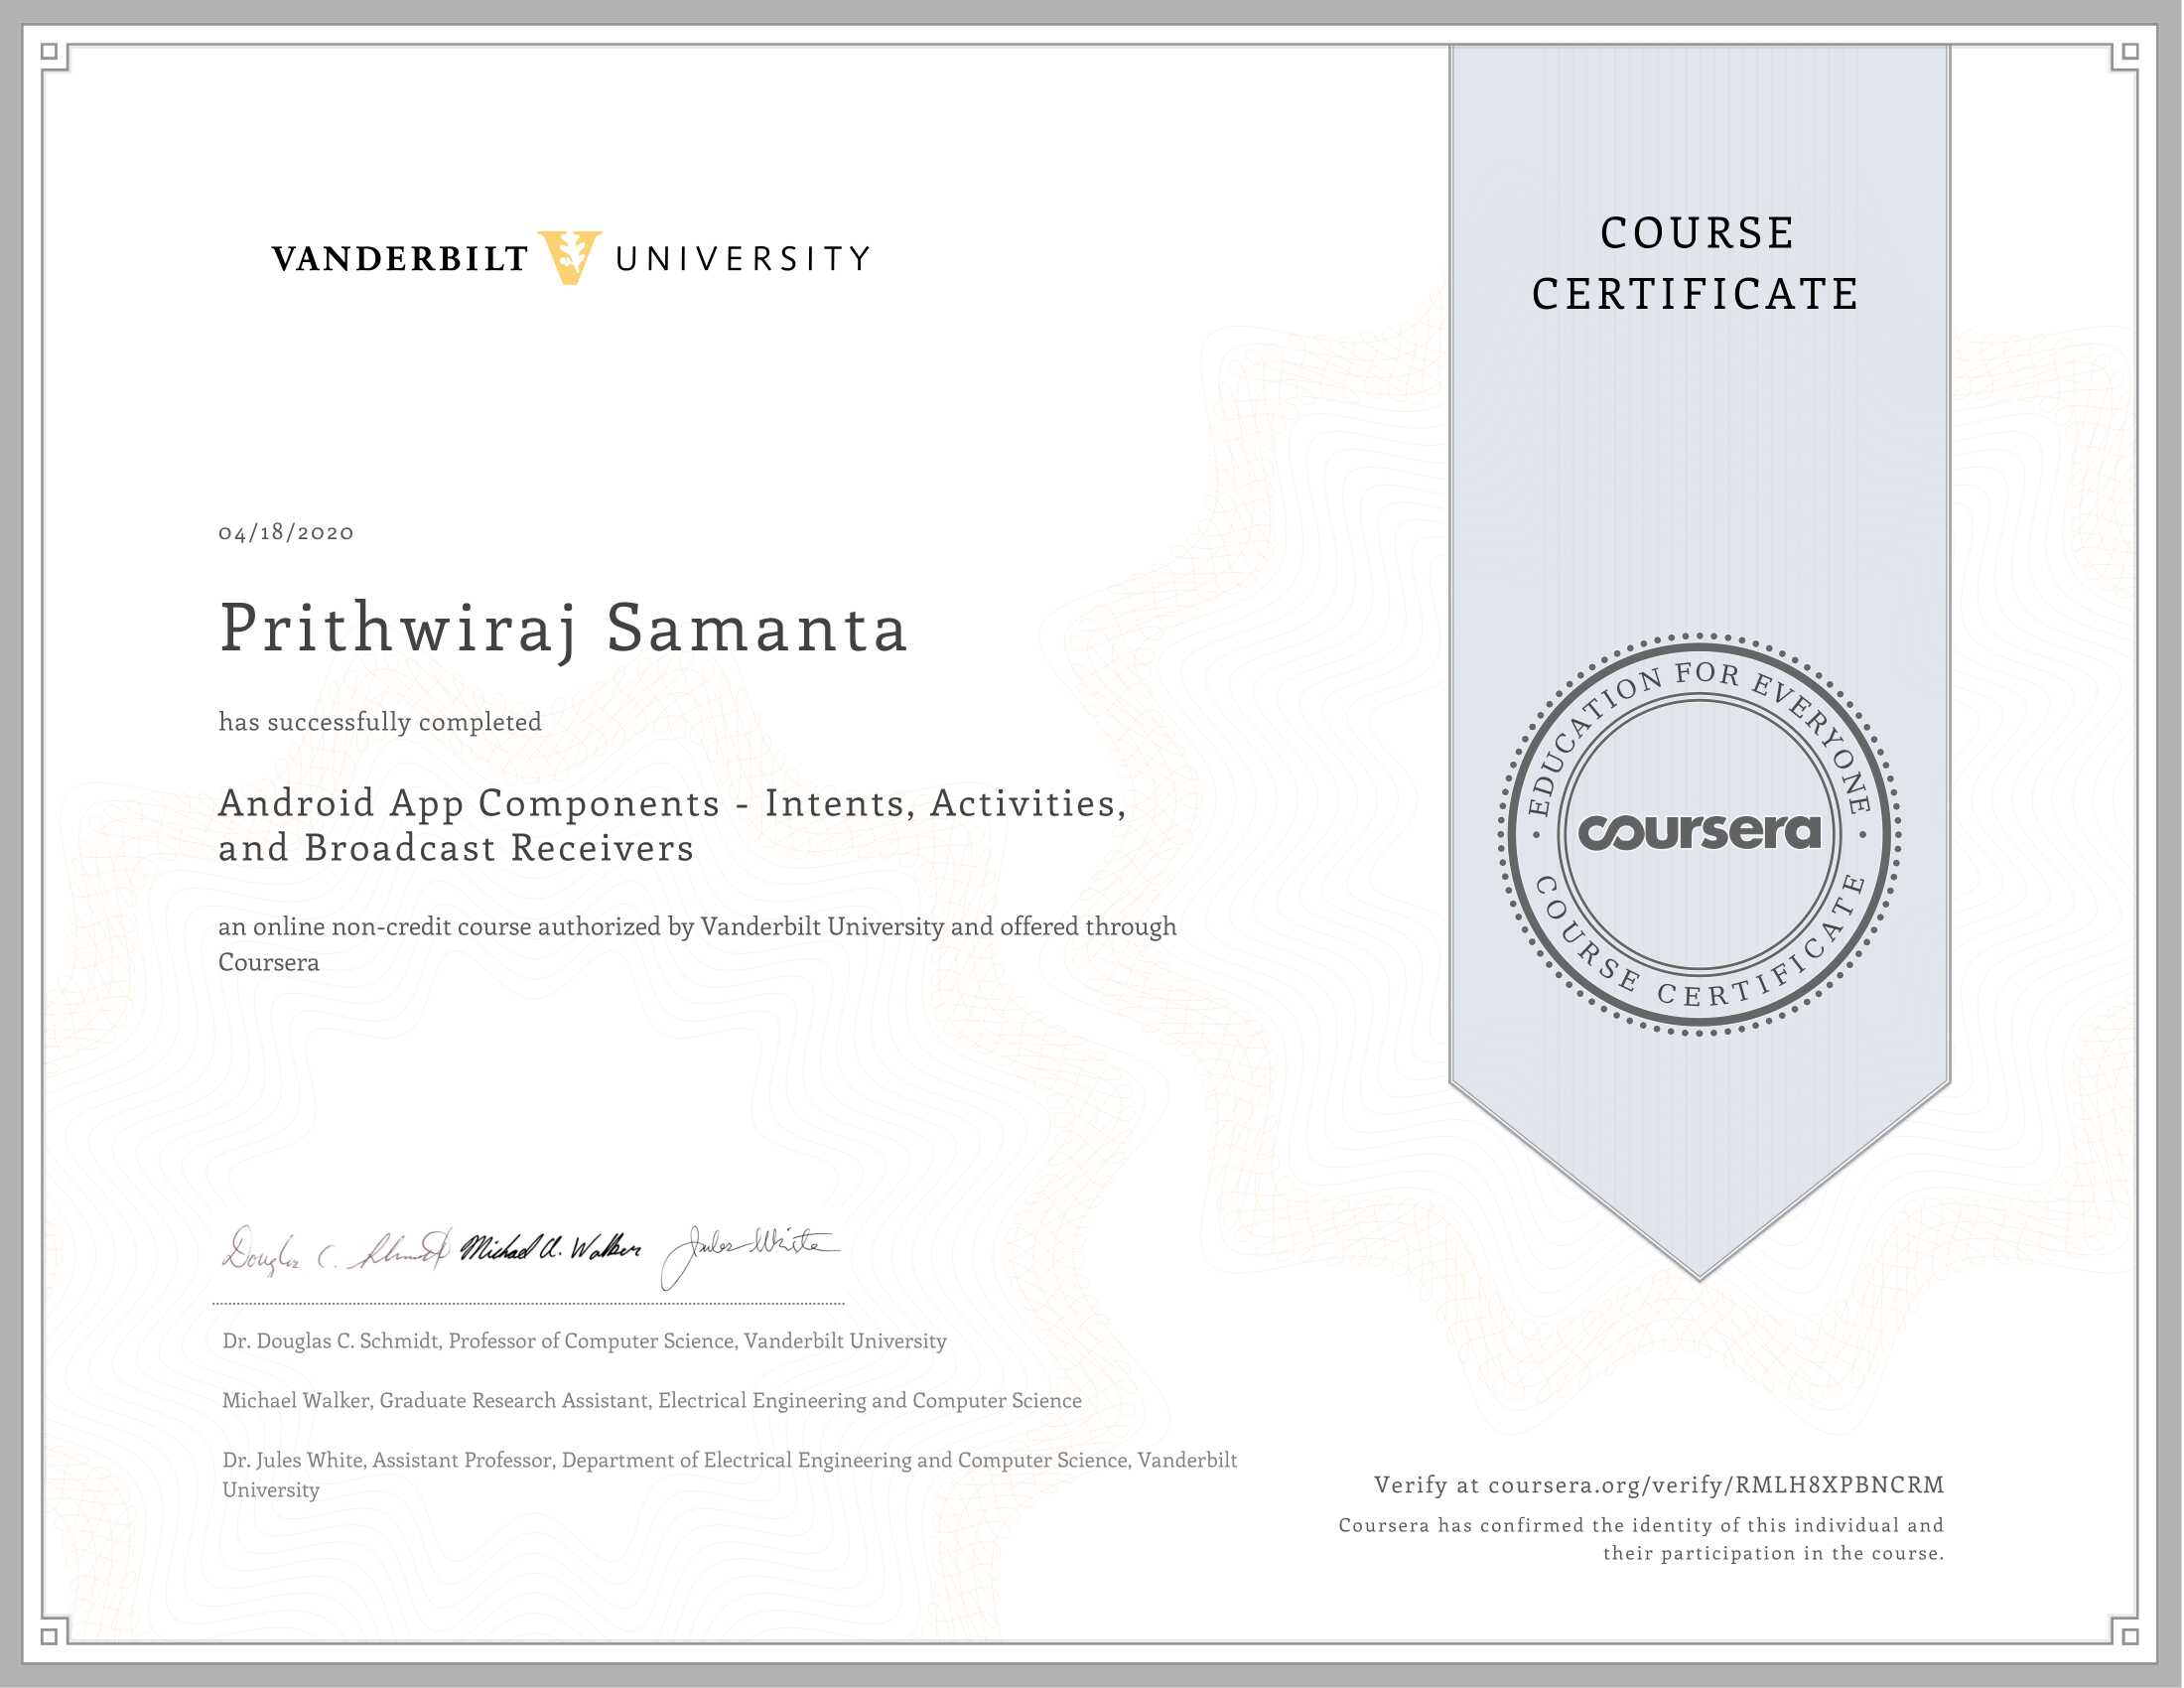 VANDERBILT UNIVERSITY
COURSE
CERTIFICATE
04/18/2020
Prithwiraj Samanta
has successfully completed
Android App Components - Intents, Activities,
and Broadcast Receivers
an online non-credit course authorized by Vanderbilt University and offered through
Coursera
EDUCATION FOR EVERYONE
coursera
COURSE CERTIFICATE
Douglas C. Schmidt Michael A. Walker Jules White
Dr. Douglas C. Schmidt, Professor of Computer Science, Vanderbilt University
Michael Walker, Graduate Research Assistant, Electrical Engineering and Computer Science
Dr. Jules White, Assistant Professor, Department of Electrical Engineering and Computer Science, Vanderbilt
University
Verify at coursera.org/verify/RMLH8XPBNCRM
Coursera has confirmed the identity of this individual and
their participation in the course.